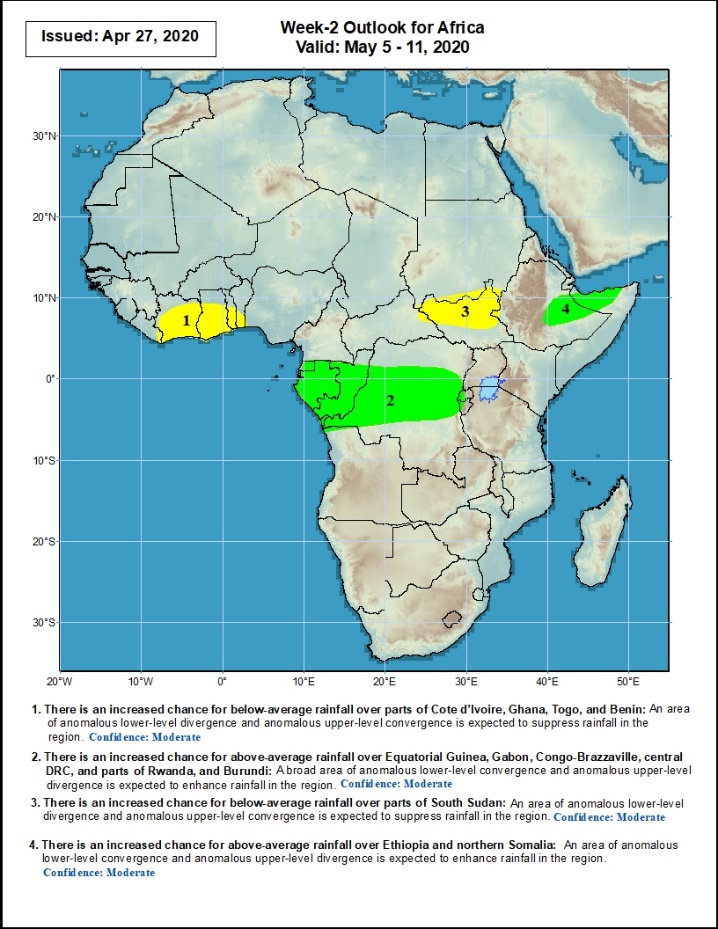 Issued: Apr 27, 2020
Week-2 Outlook for Africa
Valid: May 5 - 11, 2020
30°N
20°N
10°N
0°
10°S
20°S
30°S
1
2
3
4
20°W
10°W
0°
10°E
20°E
30°E
40°E
50°E
1. There is an increased chance for below-average rainfall over parts of Cote d'Ivoire, Ghana, Togo, and Benin: An area
of anomalous lower-level divergence and anomalous upper-level convergence is expected to suppress rainfall in the
region. Confidence: Moderate
2. There is an increased chance for above-average rainfall over Equatorial Guinea, Gabon, Congo-Brazzaville, central
DRC, and parts of Rwanda, and Burundi: A broad area of anomalous lower-level convergence and anomalous upper-level
divergence is expected to enhance rainfall in the region. Confidence: Moderate
3. There is an increased chance for below-average rainfall over parts of South Sudan: An area of anomalous lower-level
divergence and anomalous upper-level convergence is expected to suppress rainfall in the region. Confidence: Moderate
4. There is an increased chance for above-average rainfall over Ethiopia and northern Somalia: An area of anomalous
lower-level convergence and anomalous upper-level divergence is expected to enhance rainfall in the region.
Confidence: Moderate